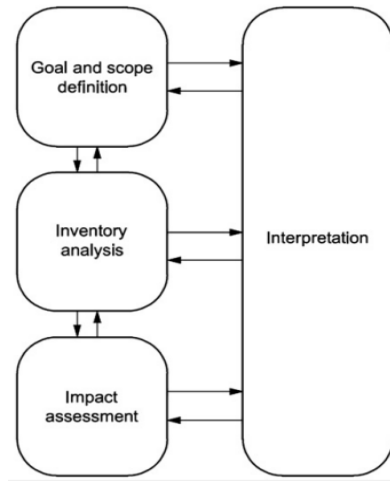 Goal and scope
definition
Inventory
analysis
Interpretation
Impact
assessment